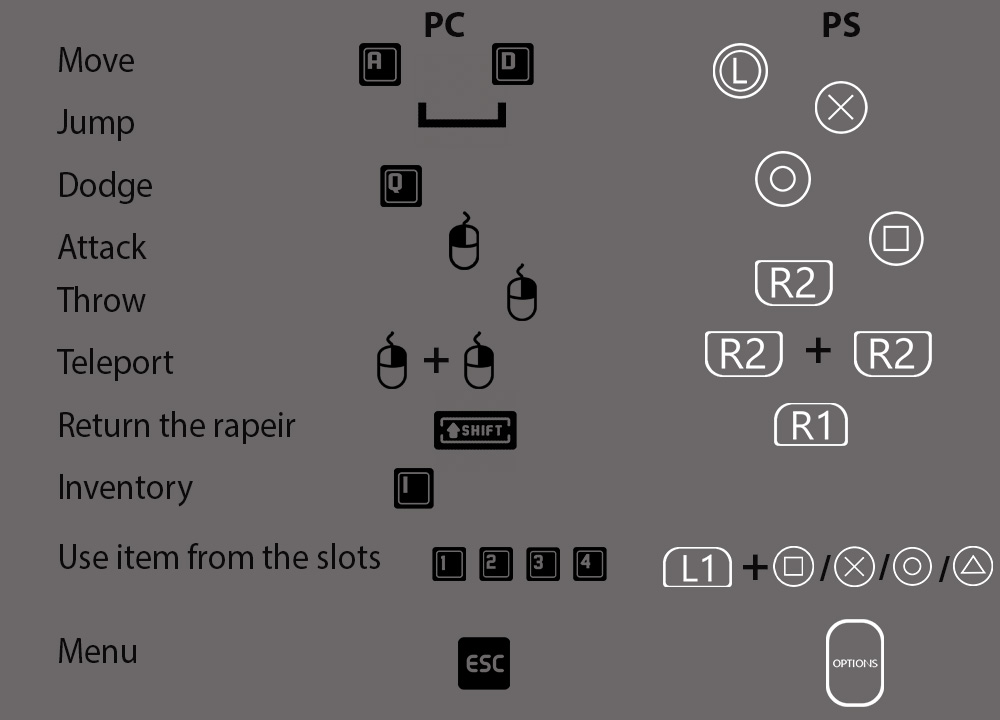 PC PS
Move A D L
Jump
Dodge Q
Attack
Throw R2
Teleport + R2 + R2
Return the rapeir SHIFT R1
Inventory I
Use item from the slots 1 2 3 4 L1 + / / /
Menu ESC OPTIONS